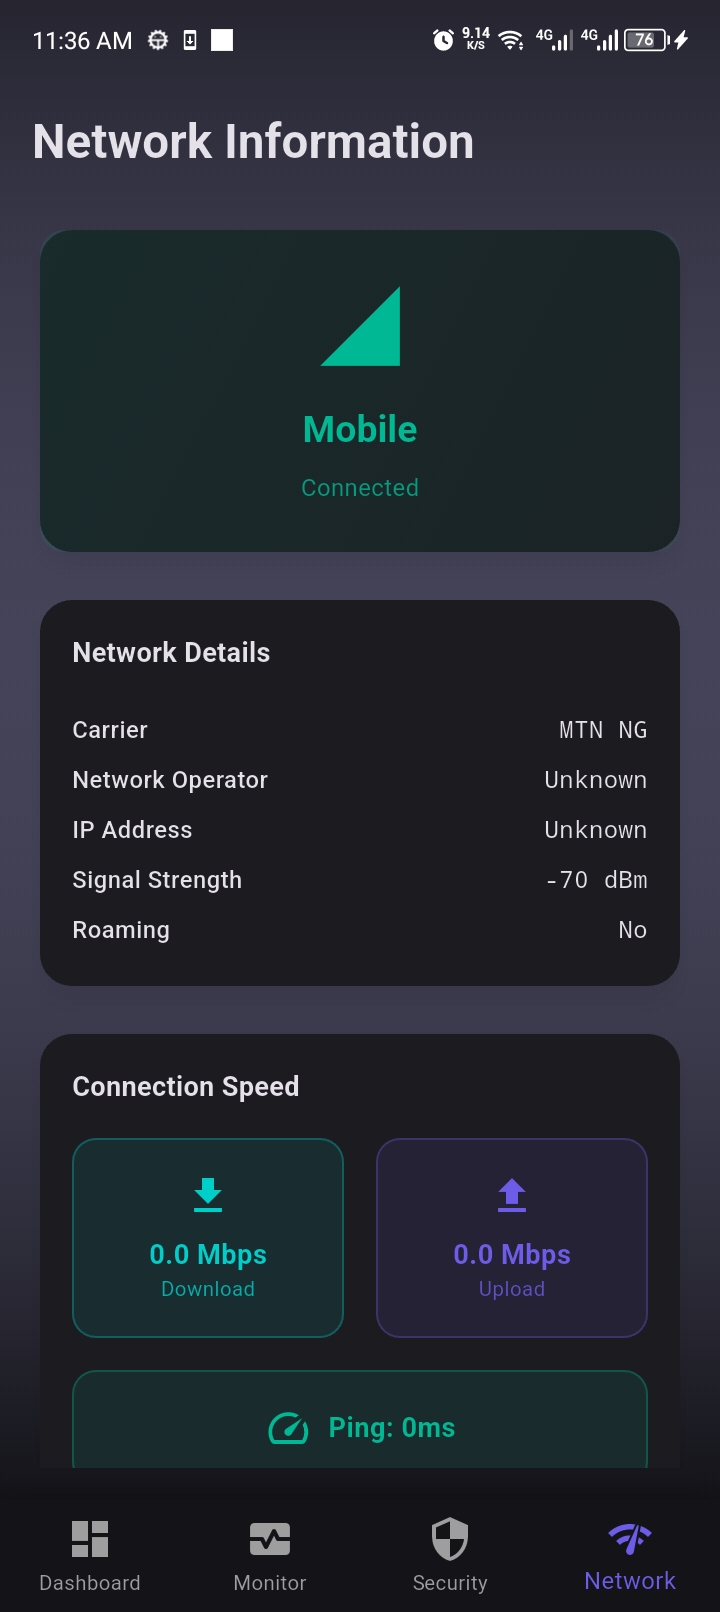 11:36 AM 9.14 K/S 4G 4G 76
Network Information
Mobile
Connected
Network Details
Carrier MTN NG
Network Operator Unknown
IP Address Unknown
Signal Strength -70 dBm
Roaming No
Connection Speed
0.0 Mbps 0.0 Mbps
Download Upload
Ping: 0ms
Dashboard Monitor Security Network